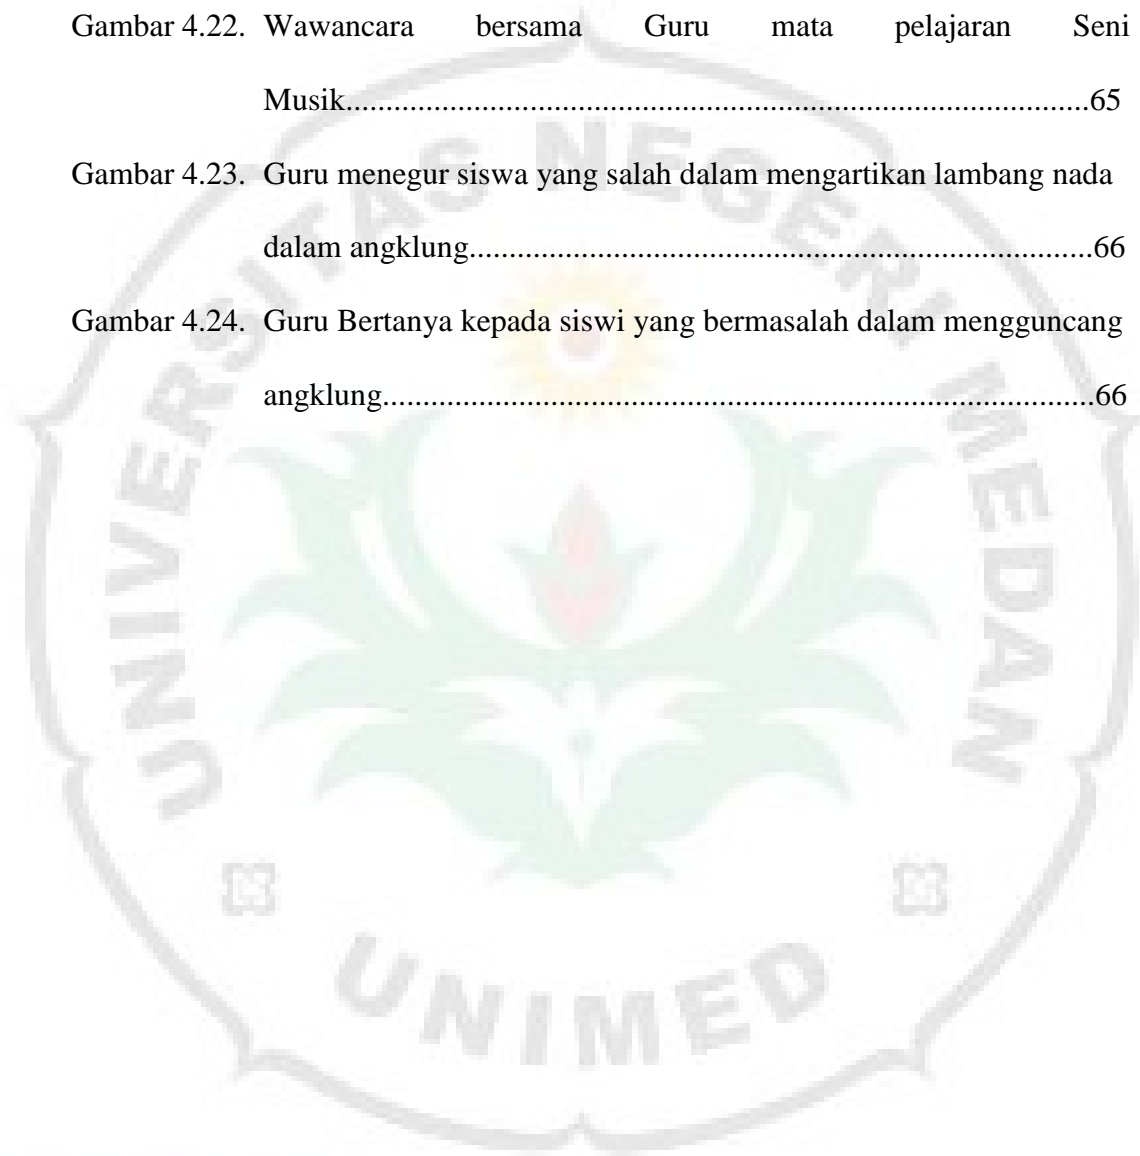 Gambar 4.22. Wawancara bersama Guru mata pelajaran Seni
Musik.............................................................................................65
Gambar 4.23. Guru menegur siswa yang salah dalam mengartikan lambang nada
dalam angklung..............................................................................66
Gambar 4.24. Guru Bertanya kepada siswi yang bermasalah dalam mengguncang
angklung.........................................................................................66
UNIVERSITAS NEGERI MEDAN
UNIMED